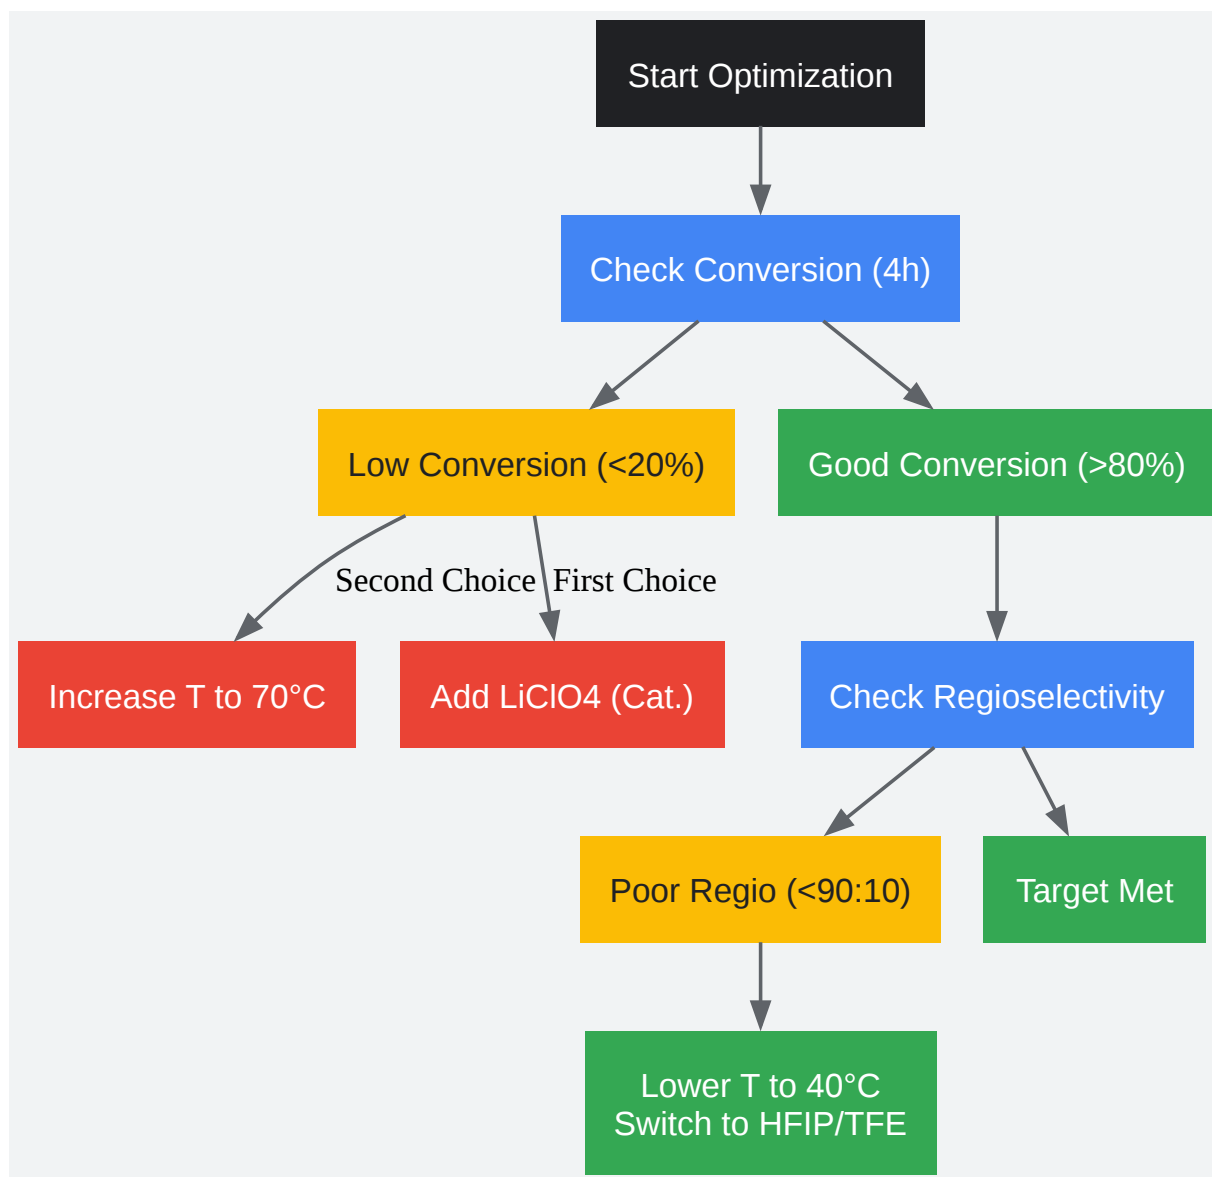 Start Optimization
Check Conversion (4h)
Low Conversion (<20%)
Good Conversion (>80%)
Second Choice
First Choice
Increase T to 70°C
Add LiClO4 (Cat.)
Check Regioselectivity
Poor Regio (<90:10)
Target Met
Lower T to 40°C
Switch to HFIP/TFE